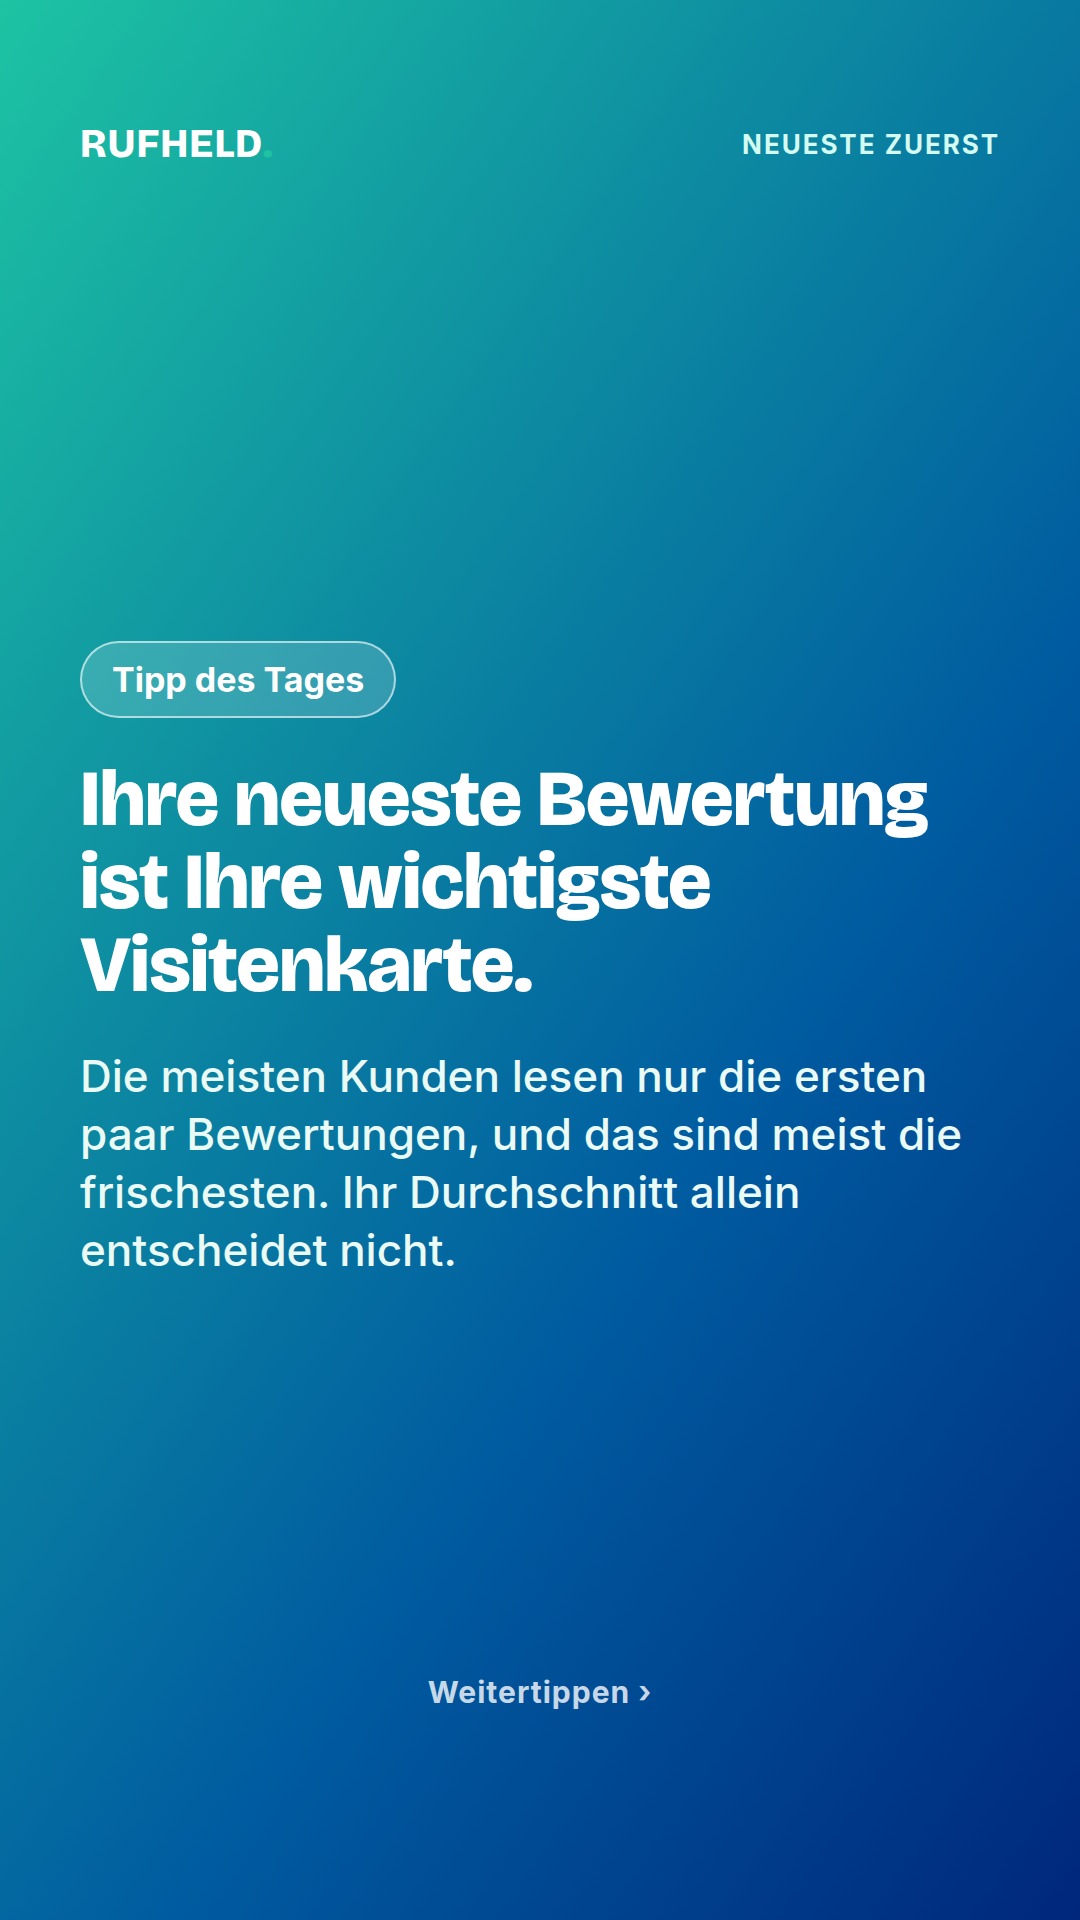 RUFHELD.
NEUESTE ZUERST
Tipp des Tages
Ihre neueste Bewertung
ist Ihre wichtigste
Visitenkarte.
Die meisten Kunden lesen nur die ersten
paar Bewertungen, und das sind meist die
frischesten. Ihr Durchschnitt allein
entscheidet nicht.
Weitertippen ›